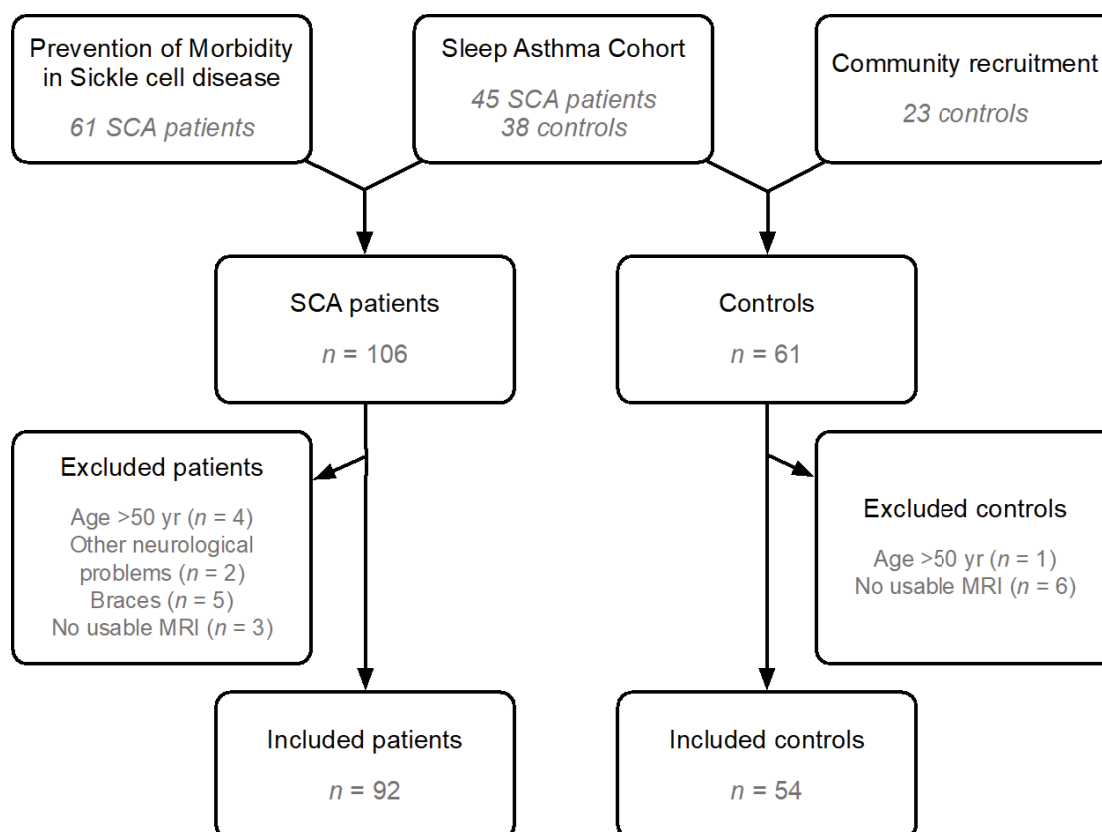 Prevention of Morbidity
in Sickle cell disease
61 SCA patients
Sleep Asthma Cohort
45 SCA patients
38 controls
Community recruitment
23 controls
SCA patients
n = 106
Controls
n = 61
Excluded patients
Age >50 yr (n = 4)
Other neurological
problems (n = 2)
Braces (n = 5)
No usable MRI (n = 3)
Excluded controls
Age >50 yr (n = 1)
No usable MRI (n = 6)
Included patients
n = 92
Included controls
n = 54